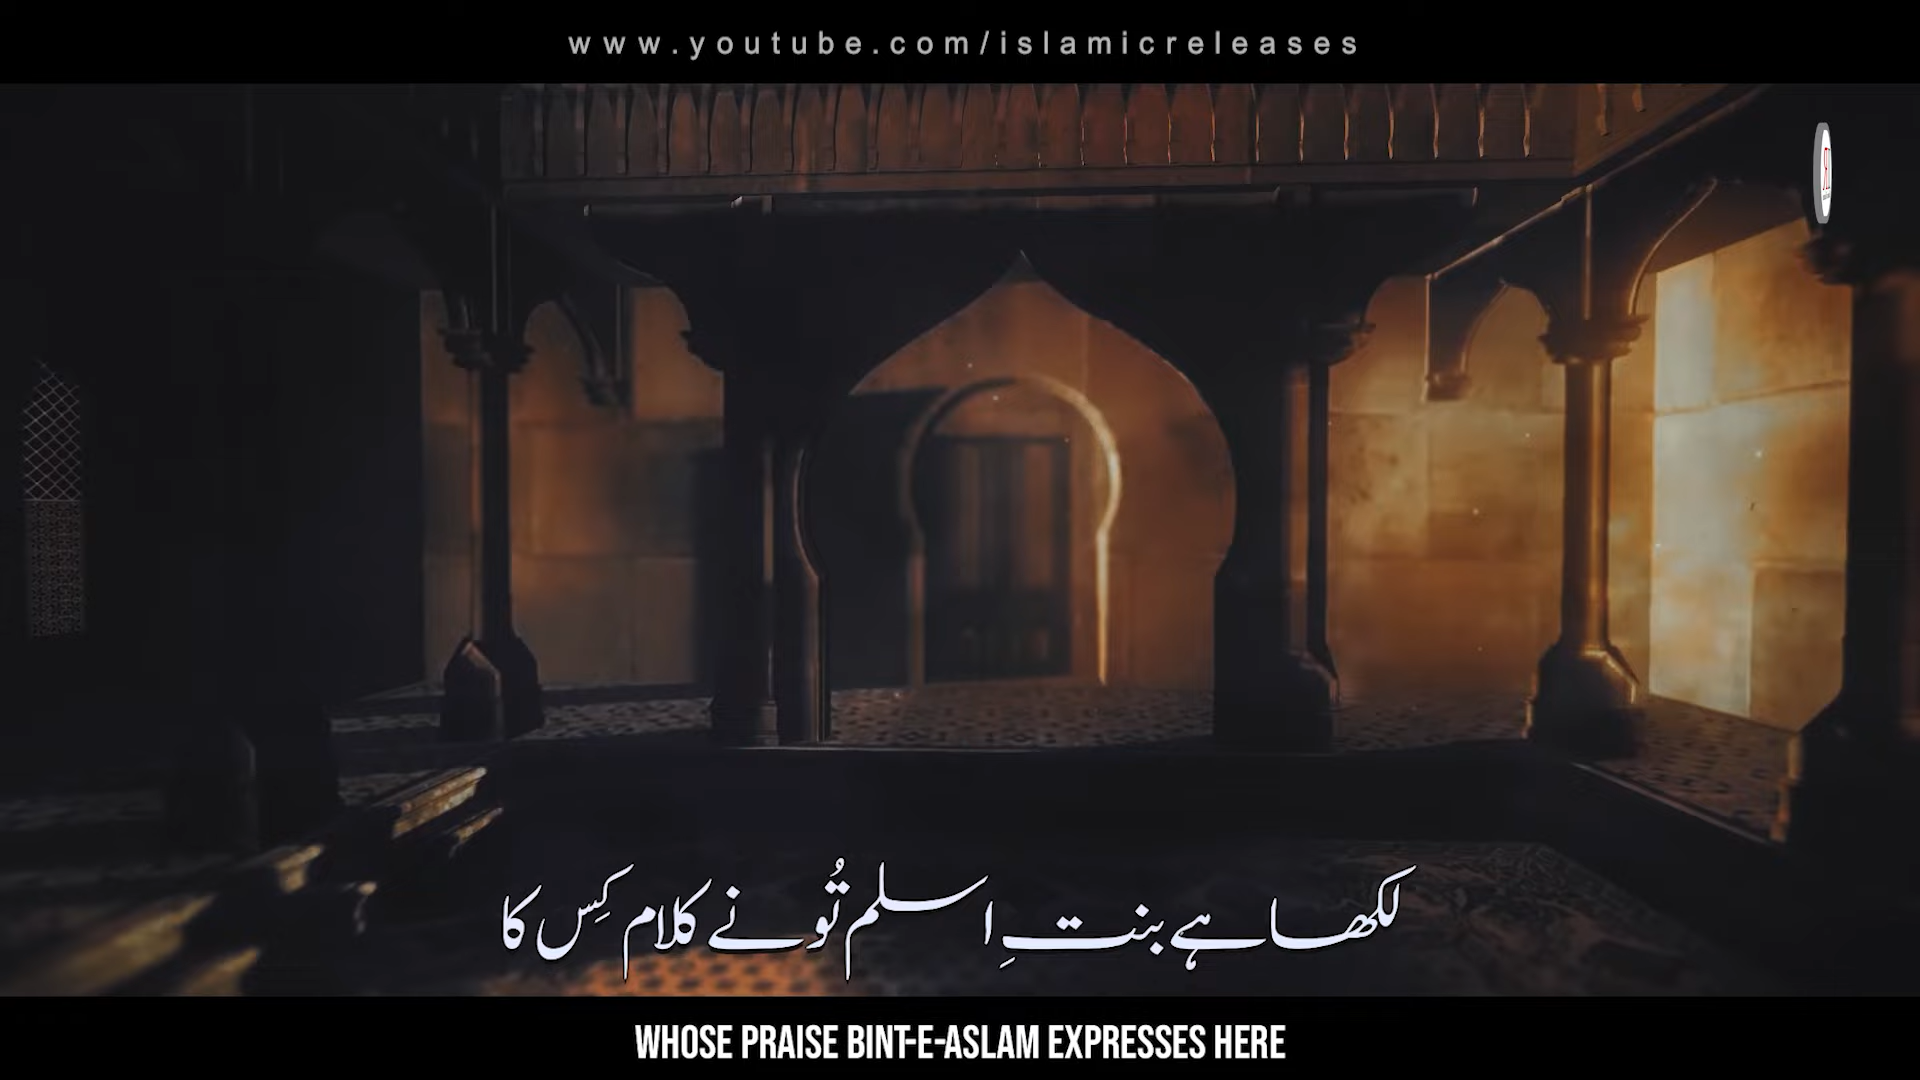 www.youtube.com/islamicreleases
لکھا ہے بنتِ اسلم تُو نے کلام کِس کا
WHOSE PRAISE BINT-E-ASLAM EXPRESSES HERE